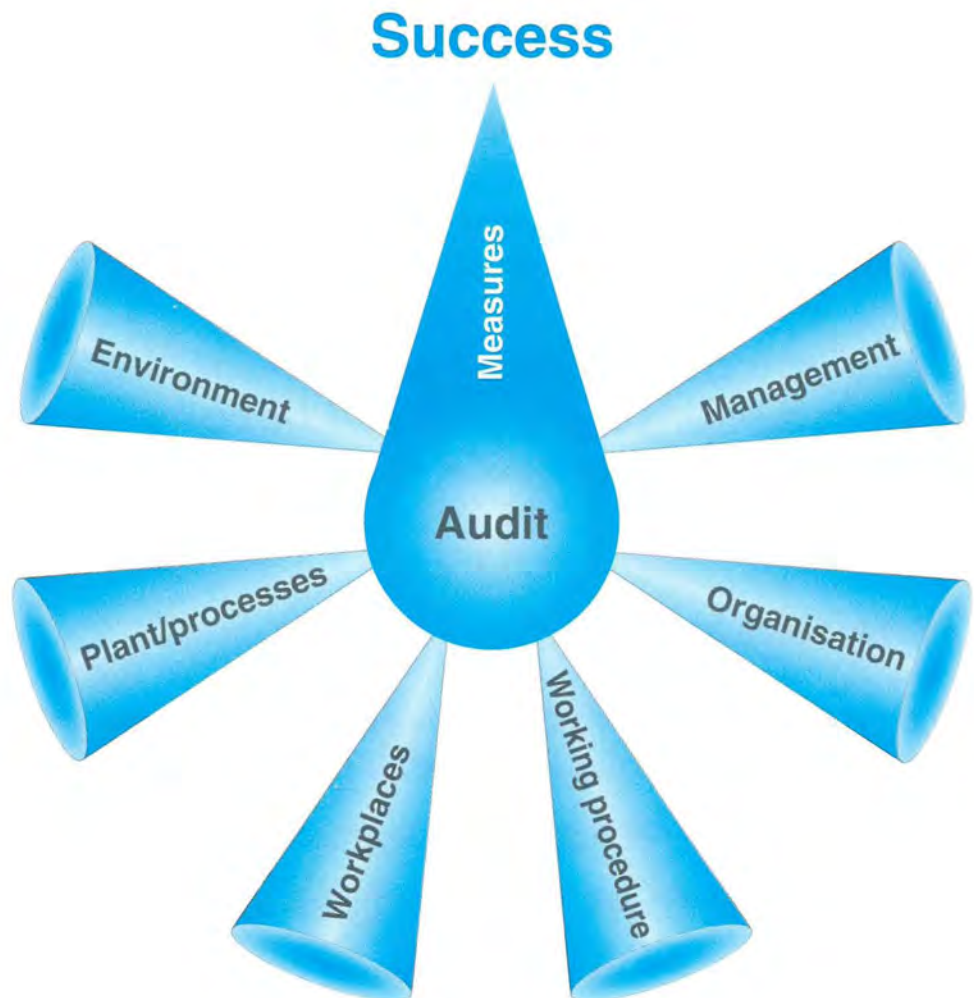 Success
Measures
Environment
Management
Audit
Plant/processes
Organisation
Workplaces
Working procedure